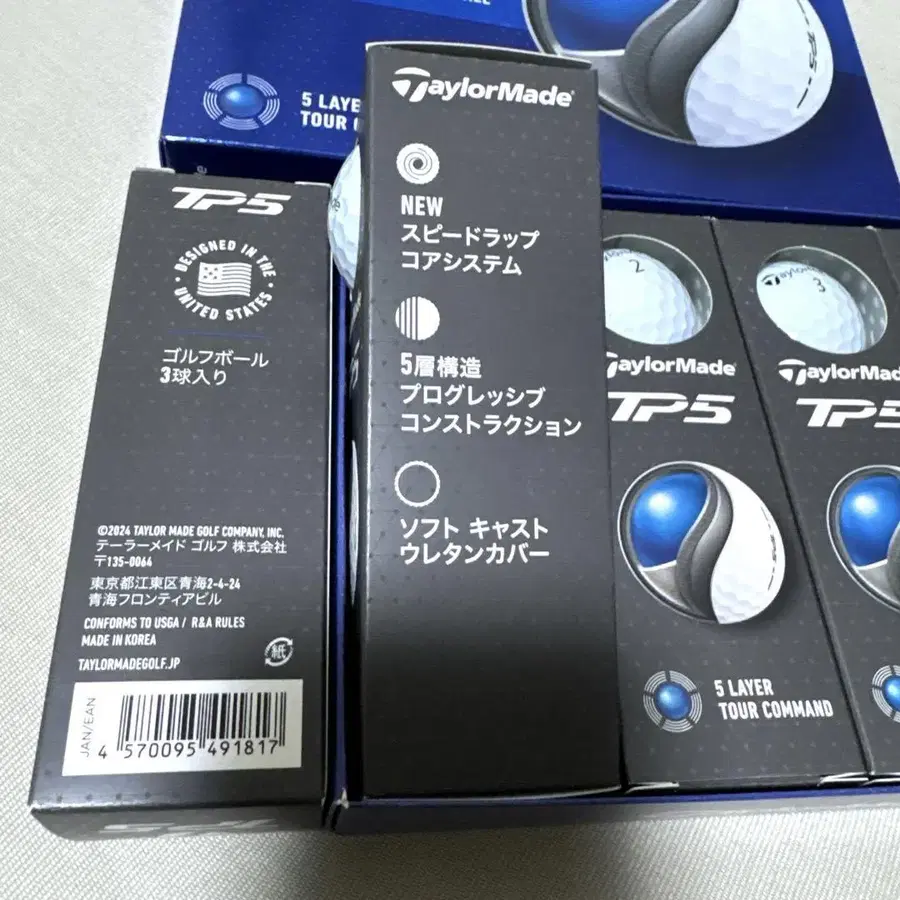 5 LAYE
TOUR
TP5
TP5
DESIGNED IN THE
UNITED STATES
ゴルフボール
3球入り
©2024 TAYLOR MADE GOLF COMPANY, INC.
テーラーメイド ゴルフ 株式会社
〒135-0064
東京都江東区青海2-4-24
青海フロンティアビル
CONFORMS TO USGA / R&A RULES
MADE IN KOREA
TAYLORMADEGOLF.JP
紙
JAN/EAN
4 570095 491817
TaylorMade
NEW
スピードラップ
コアシステム
5層構造
プログレッシブ
コンストラクション
ソフト キャスト
ウレタンカバー
2
TaylorMade
TP5
5 LAYER
TOUR COMMAND
TaylorMade
3
TaylorMad
TP5